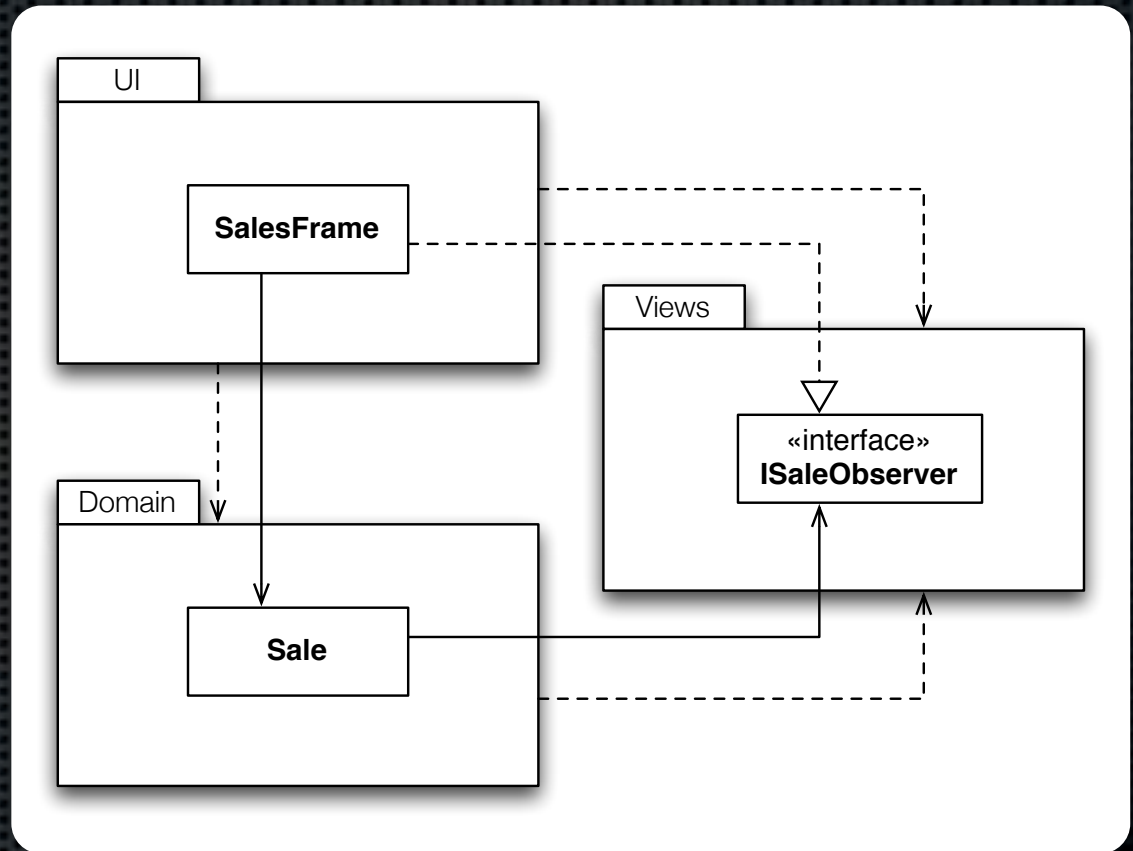 UI
SalesFrame
Views
«interface»
ISaleObserver
Domain
Sale